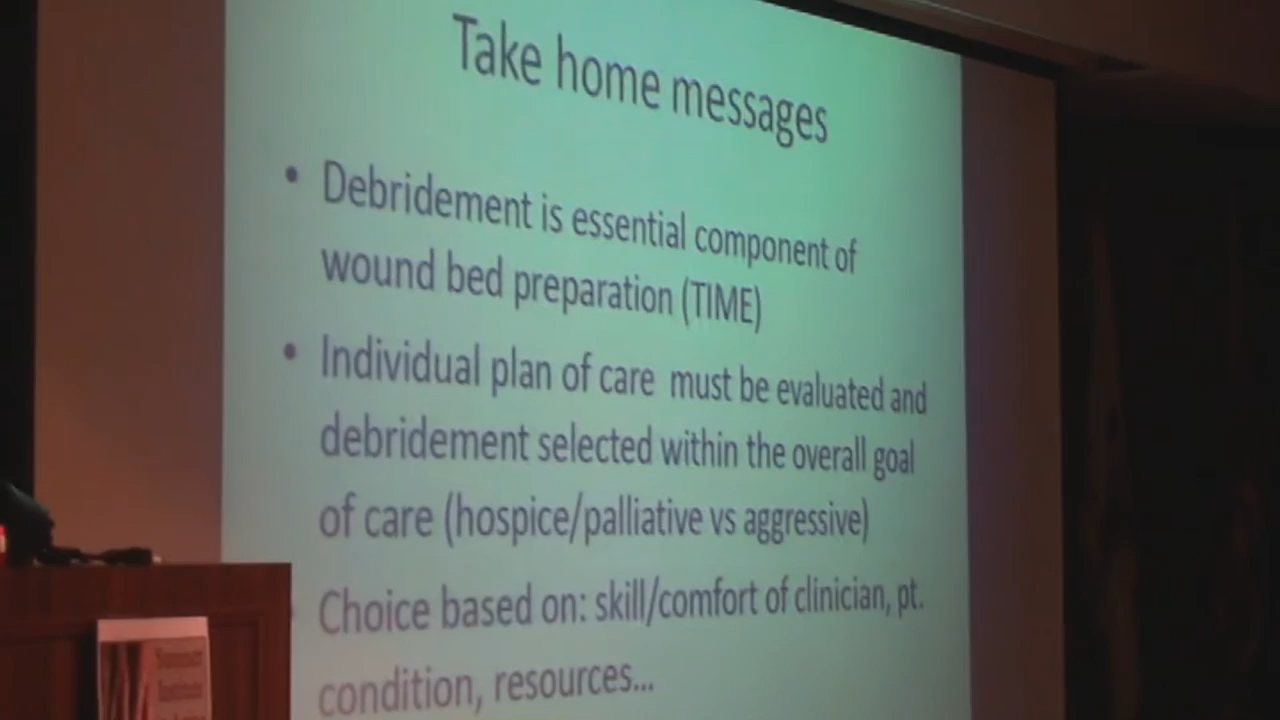 Take home messages
• Debridement is essential component of
wound bed preparation (TIME)
• Individual plan of care must be evaluated and
debridement selected within the overall goal
of care (hospice/palliative vs aggressive)
Choice based on: skill/comfort of clinician, pt.
condition, resources...
Summer
Institute